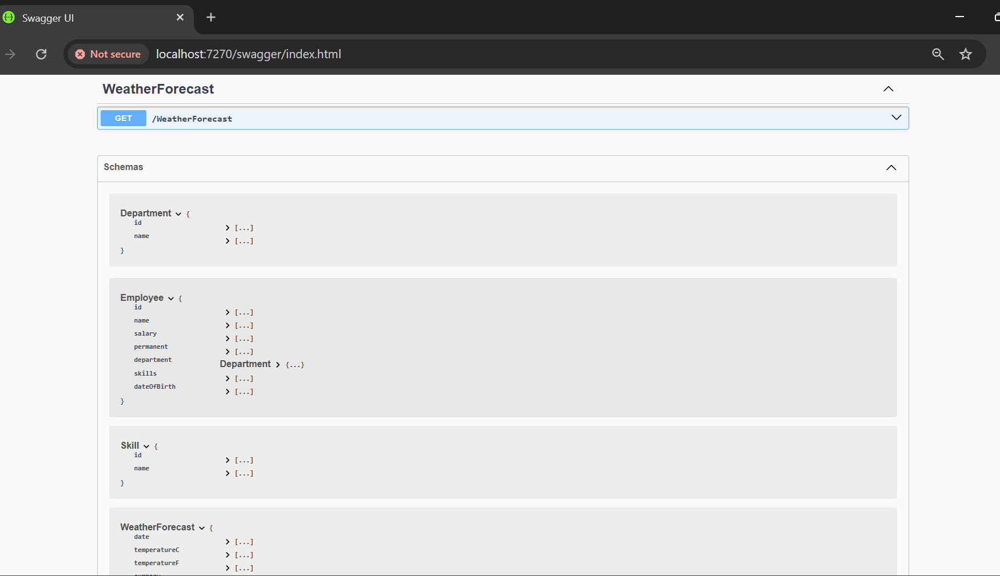 Swagger UI
Not secure localhost:7270/swagger/index.html
WeatherForecast
GET /WeatherForecast
Schemas
Department {
id [...]
name [...]
}
Employee {
id [...]
name [...]
salary [...]
permanent [...]
department Department {...}
skills [...]
dateOfBirth [...]
}
Skill {
id [...]
name [...]
}
WeatherForecast {
date [...]
temperatureC [...]
temperatureF [...]